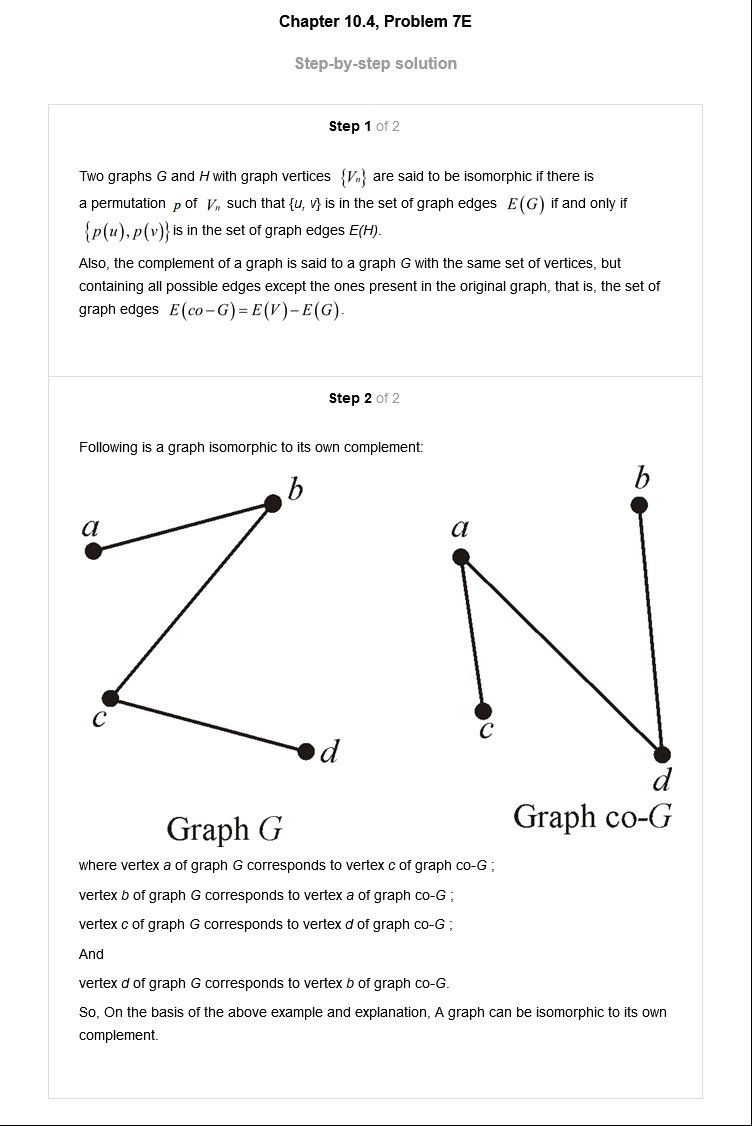 Chapter 10.4, Problem 7E
Step-by-step solution
Step 1 of 2
Two graphs G and H with graph vertices {Vₙ} are said to be isomorphic if there is
a permutation p of Vₙ such that {u, v} is in the set of graph edges E(G) if and only if
{p(u), p(v)} is in the set of graph edges E(H).
Also, the complement of a graph is said to a graph G with the same set of vertices, but
containing all possible edges except the ones present in the original graph, that is, the set of
graph edges E(co−G)=E(V)−E(G).
Step 2 of 2
Following is a graph isomorphic to its own complement:
a
b
c
d
Graph G
a
b
c
d
Graph co-G
where vertex a of graph G corresponds to vertex c of graph co-G ;
vertex b of graph G corresponds to vertex a of graph co-G ;
vertex c of graph G corresponds to vertex d of graph co-G ;
And
vertex d of graph G corresponds to vertex b of graph co-G.
So, On the basis of the above example and explanation, A graph can be isomorphic to its own
complement.